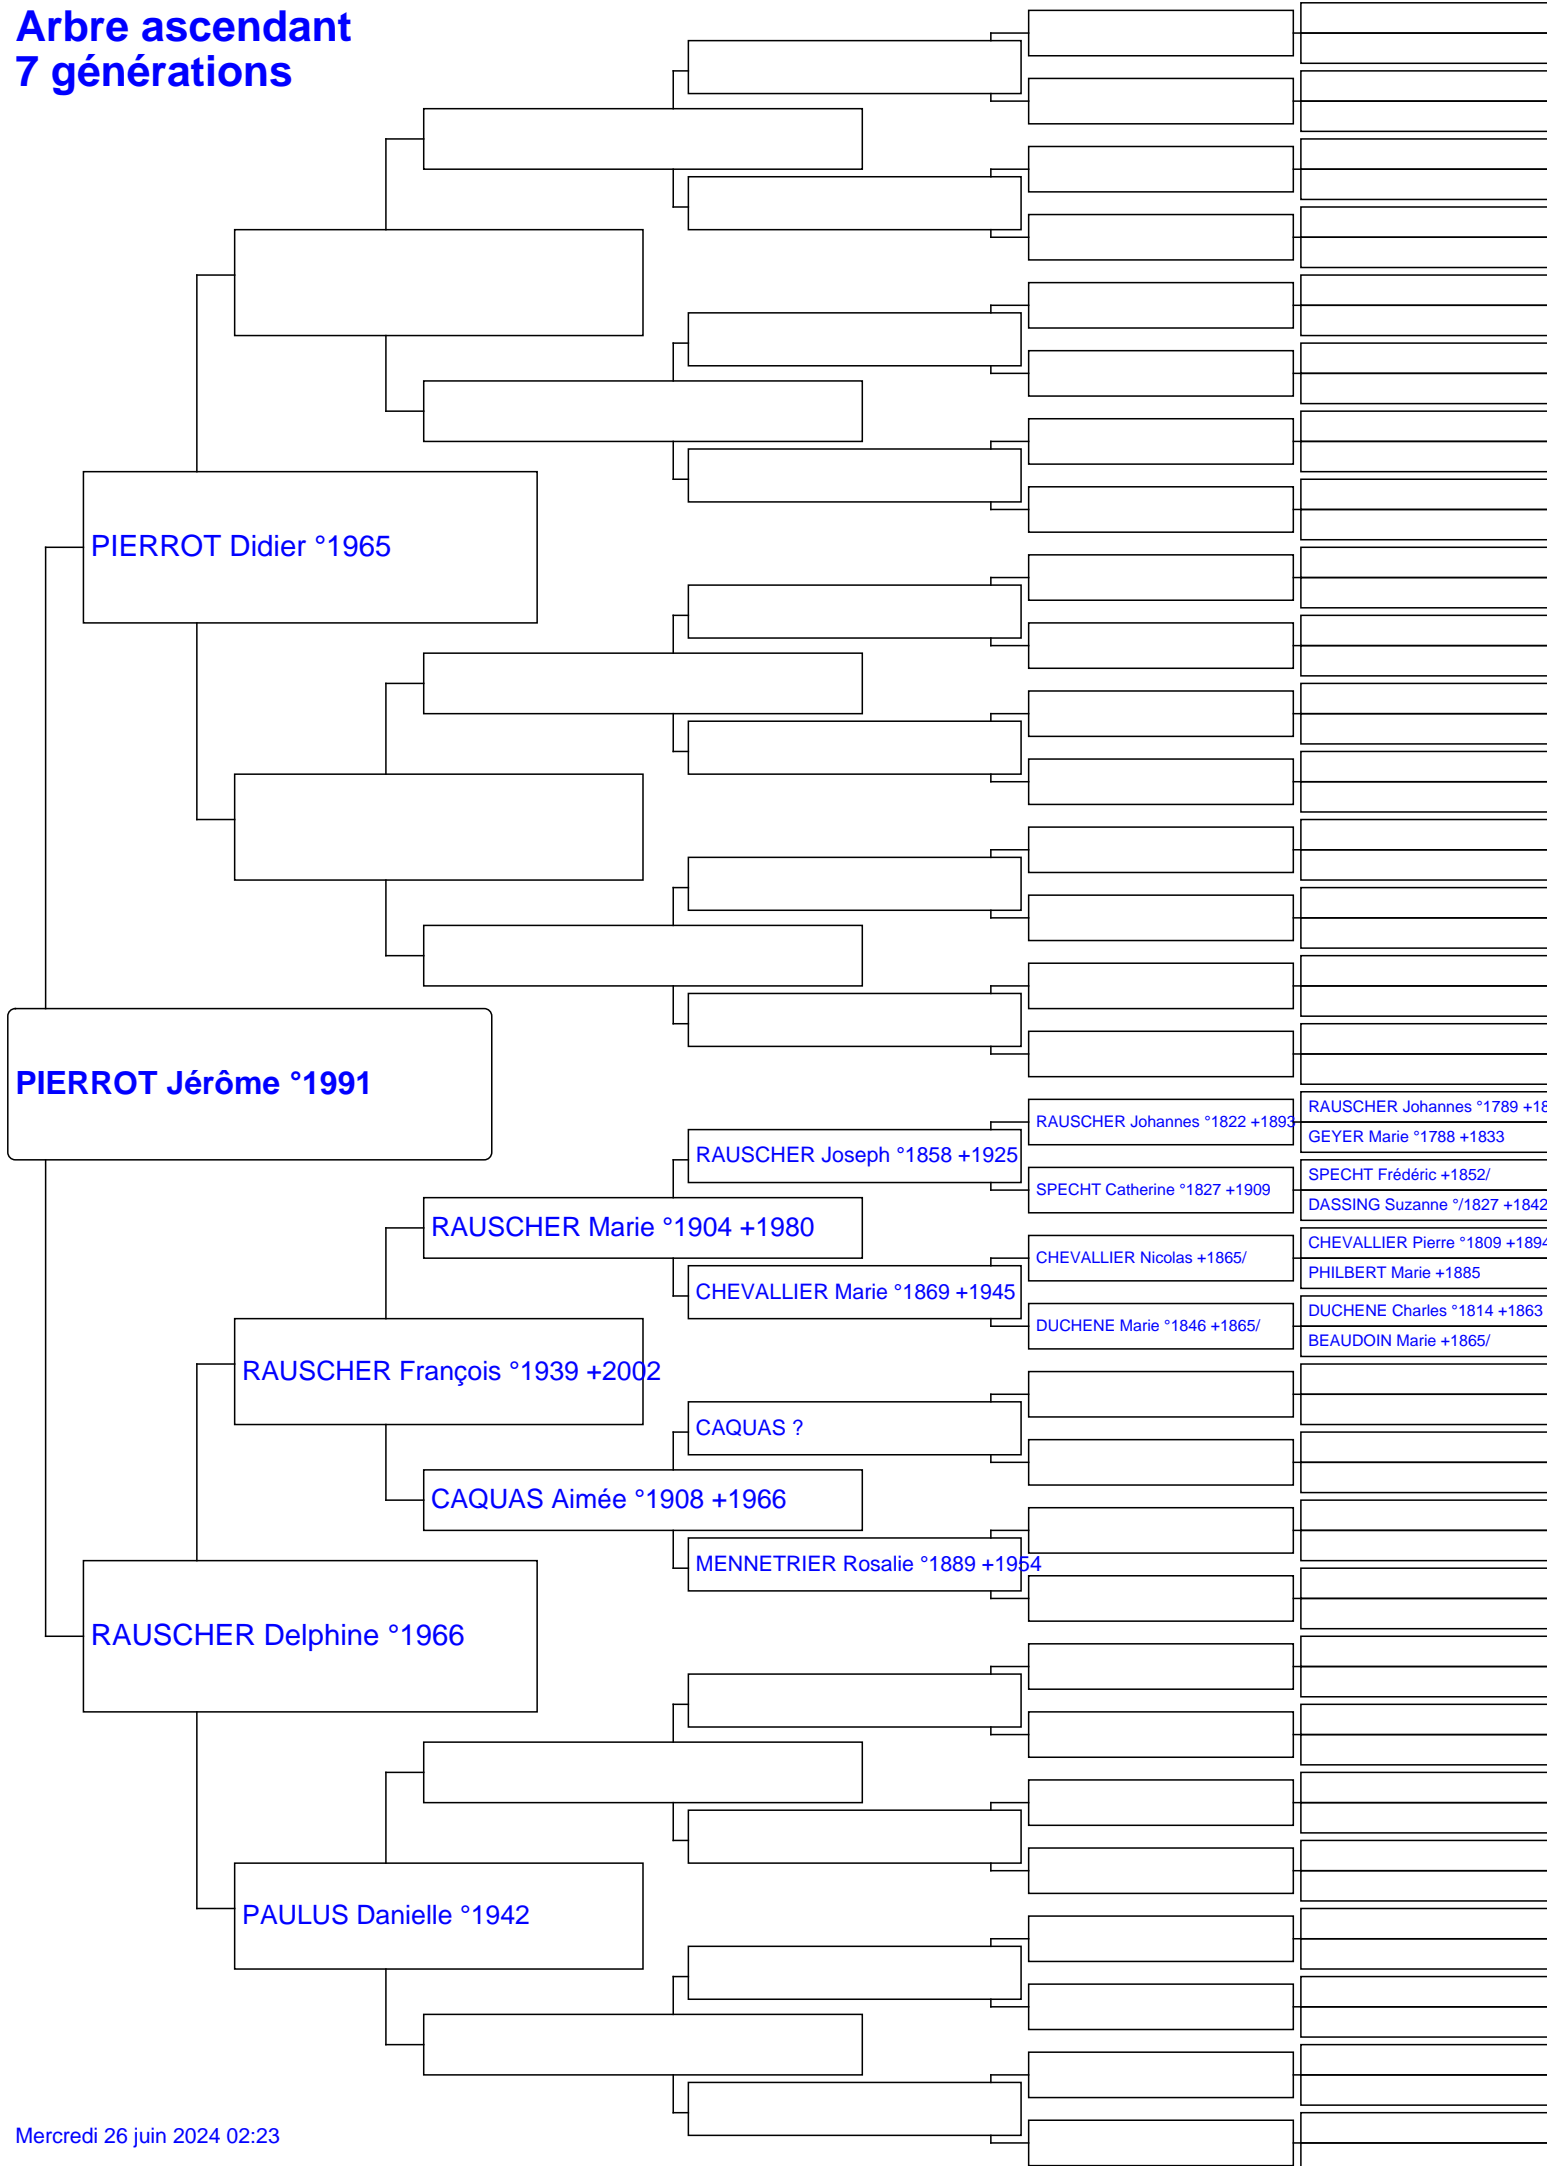 Arbre ascendant
7 générations
PIERROT Didier °1965
PIERROT Jérôme °1991
RAUSCHER Johannes °1822 +1893
RAUSCHER Johannes °1789 +18
GEYER Marie °1788 +1833
RAUSCHER Joseph °1858 +1925
SPECHT Catherine °1827 +1909
SPECHT Frédéric +1852/
DASSING Suzanne °/1827 +1842
RAUSCHER Marie °1904 +1980
CHEVALLIER Nicolas +1865/
CHEVALLIER Pierre °1809 +1894
PHILBERT Marie +1885
CHEVALLIER Marie °1869 +1945
DUCHENE Marie °1846 +1865/
DUCHENE Charles °1814 +1863
BEAUDOIN Marie +1865/
RAUSCHER François °1939 +2002
CAQUAS ?
CAQUAS Aimée °1908 +1966
MENNETRIER Rosalie °1889 +1954
RAUSCHER Delphine °1966
PAULUS Danielle °1942
Mercredi 26 juin 2024 02:23